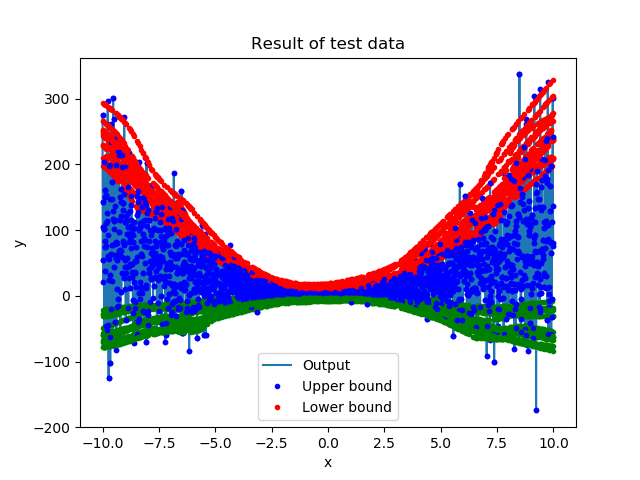 Result of test data
300
200
100
0
−100
−200
y
Output
Upper bound
Lower bound
−10.0
−7.5
−5.0
−2.5
0.0
2.5
5.0
7.5
10.0
x